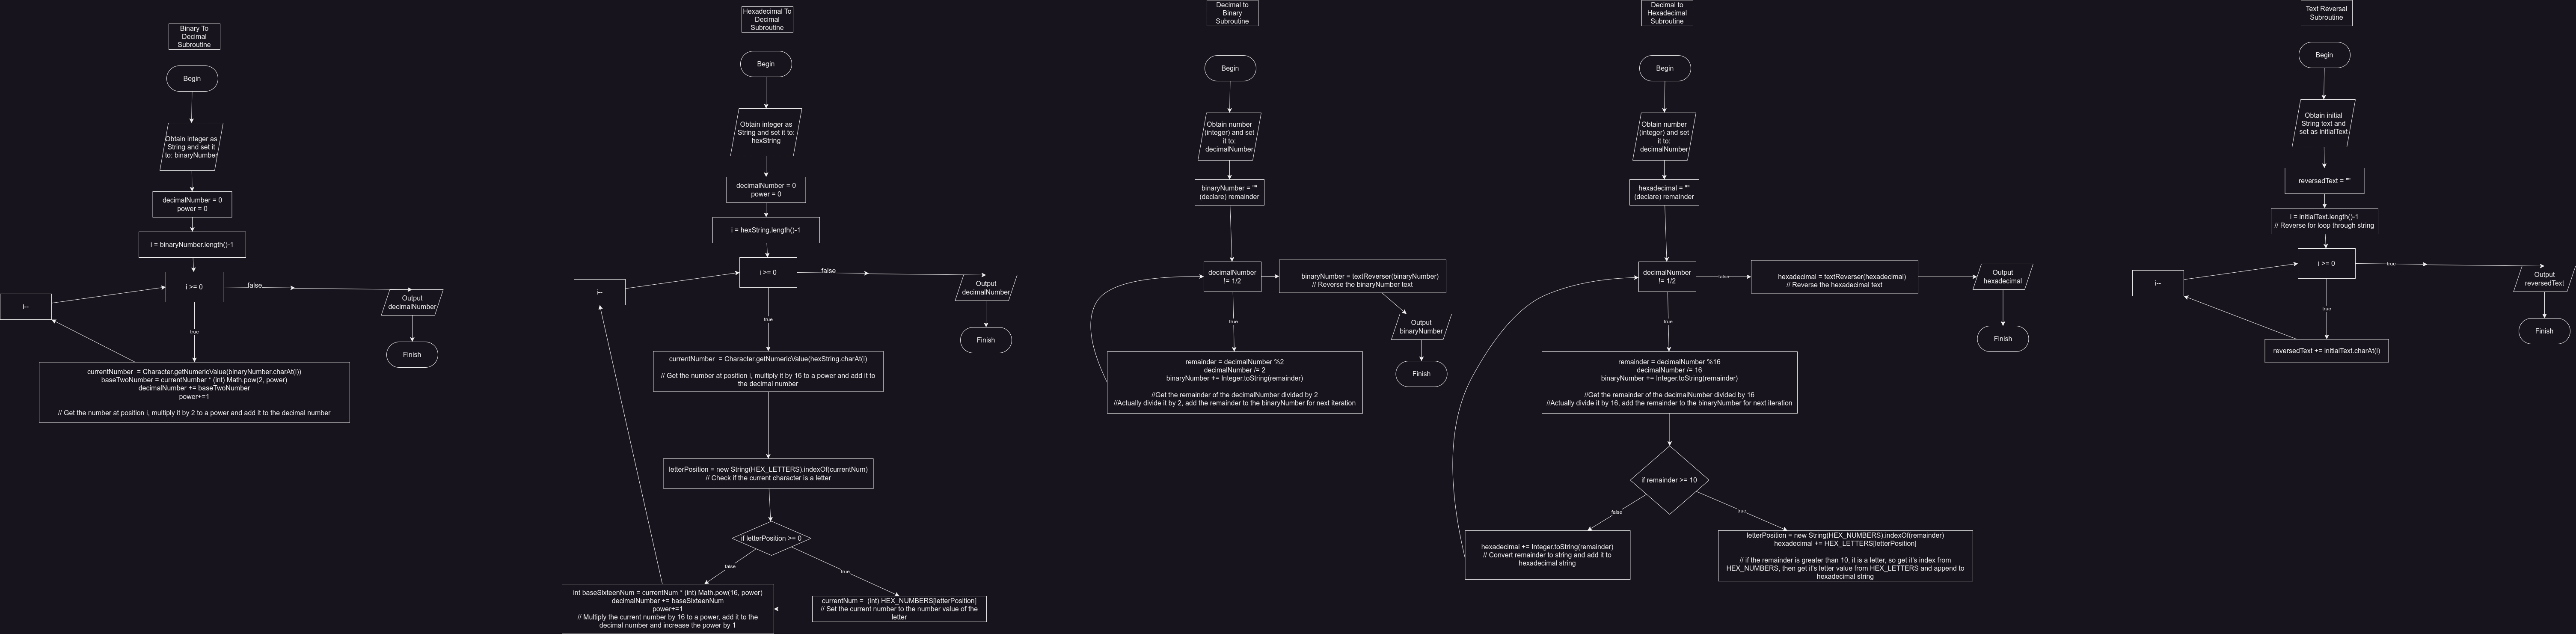 Binary To
Decimal
Subroutine
Begin
Obtain integer as
String and set it
to: binaryNumber
decimalNumber = 0
power = 0
i = binaryNumber.length()-1
i >= 0
false
i--
true
Output
decimalNumber
Finish
currentNumber  = Character.getNumericValue(binaryNumber.charAt(i))
baseTwoNumber = currentNumber * (int) Math.pow(2, power)
decimalNumber += baseTwoNumber
power+=1
// Get the number at position i, multiply it by 2 to a power and add it to the decimal number
Hexadecimal To
Decimal
Subroutine
Begin
Obtain integer as
String and set it to:
hexString
decimalNumber = 0
power = 0
i = hexString.length()-1
i >= 0
false
i--
true
Output
decimalNumber
Finish
currentNumber  = Character.getNumericValue(hexString.charAt(i)
// Get the number at position i, multiply it by 16 to a power and add it to
the decimal number
letterPosition = new String(HEX_LETTERS).indexOf(currentNum)
// Check if the current character is a letter
if letterPosition >= 0
false
true
int baseSixteenNum = currentNum * (int) Math.pow(16, power)
decimalNumber += baseSixteenNum
power+=1
// Multiply the current number by 16 to a power, add it to the
decimal number and increase the power by 1
currentNum =  (int) HEX_NUMBERS[letterPosition]
// Set the current number to the number value of the
letter
Decimal to
Binary
Subroutine
Begin
Obtain number
(integer) and set
it to:
decimalNumber
binaryNumber = ""
(declare) remainder
decimalNumber
!= 1/2
binaryNumber = textReverser(binaryNumber)
// Reverse the binaryNumber text
true
Output
binaryNumber
Finish
remainder = decimalNumber %2
decimalNumber /= 2
binaryNumber += Integer.toString(remainder)
//Get the remainder of the decimalNumber divided by 2
//Actually divide it by 2, add the remainder to the binaryNumber for next iteration
Decimal to
Hexadecimal
Subroutine
Begin
Obtain number
(integer) and set
it to:
decimalNumber
hexadecimal = ""
(declare) remainder
decimalNumber
!= 1/2
false
hexadecimal = textReverser(hexadecimal)
// Reverse the hexadecimal text
Output
hexadecimal
Finish
true
remainder = decimalNumber %16
decimalNumber /= 16
binaryNumber += Integer.toString(remainder)
//Get the remainder of the decimalNumber divided by 16
//Actually divide it by 16, add the remainder to the binaryNumber for next iteration
if remainder >= 10
false
true
hexadecimal += Integer.toString(remainder)
// Convert remainder to string and add it to
hexadecimal string
letterPosition = new String(HEX_NUMBERS).indexOf(remainder)
hexadecimal += HEX_LETTERS[letterPosition]
// if the remainder is greater than 10, it is a letter, so get it's index from
HEX_NUMBERS, then get it's letter value from HEX_LETTERS and append to
hexadecimal string
Text Reversal
Subroutine
Begin
Obtain initial
String text and
set as initialText
reversedText = ""
i = initialText.length()-1
// Reverse for loop through string
i >= 0
true
i--
true
Output
reversedText
Finish
reversedText += initialText.charAt(i)